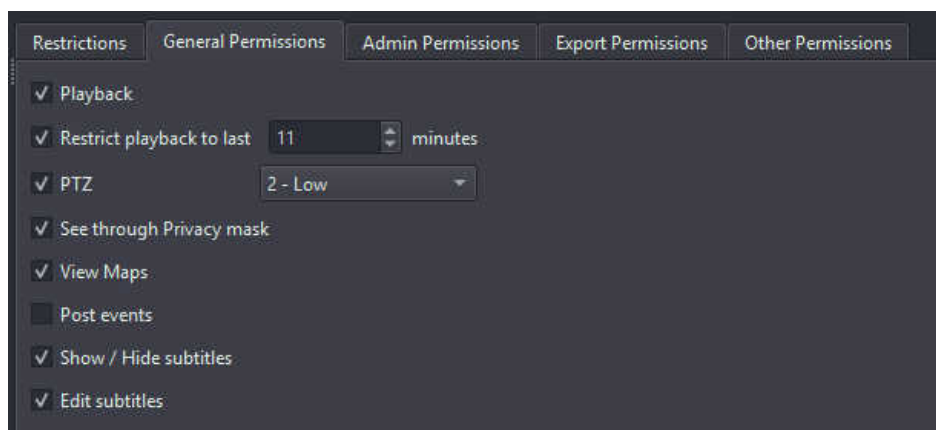 Restrictions General Permissions Admin Permissions Export Permissions Other Permissions
Playback
Restrict playback to last 11 minutes
PTZ 2 - Low
See through Privacy mask
View Maps
Post events
Show / Hide subtitles
Edit subtitles